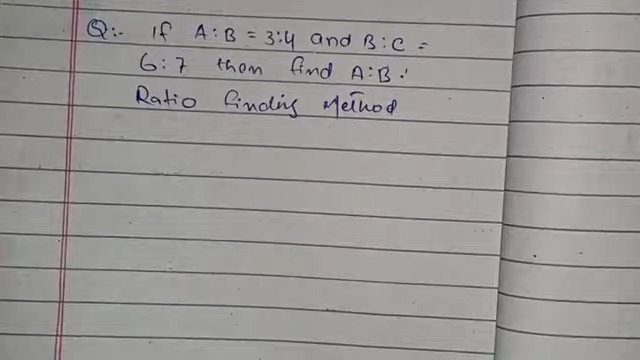 Q:- If A:B = 3:4 and B:C =
6:7 then find A:B:
Ratio finding Method